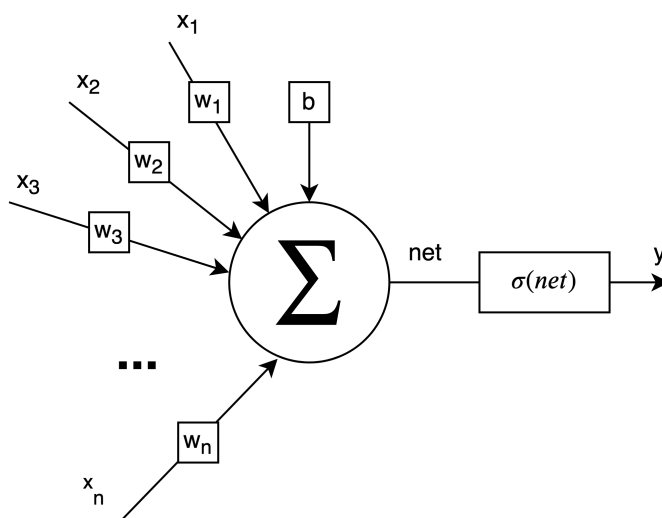 x₁
x₂
w₁
b
w₂
x₃
w₃
net
y
Σ
σ(net)
...
wₙ
xₙ